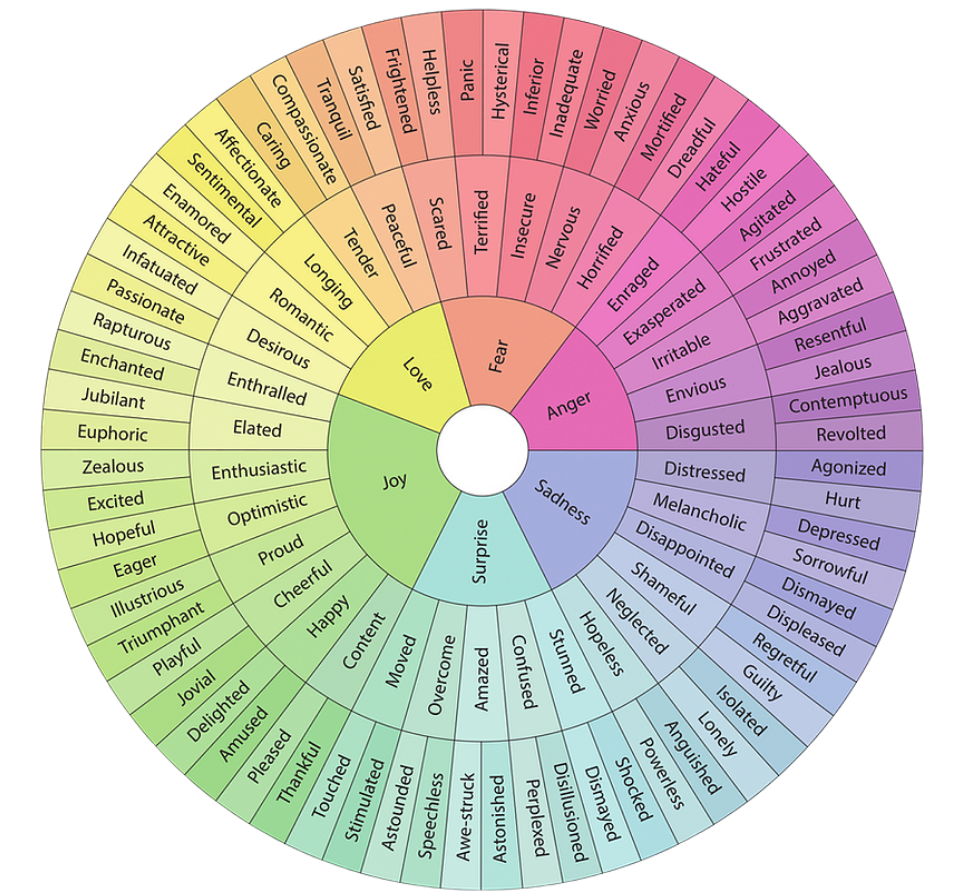 Love
Fear
Anger
Sadness
Surprise
Joy
Longing
Tender
Peaceful
Scared
Terrified
Insecure
Nervous
Horrified
Enraged
Exasperated
Irritable
Envious
Disgusted
Distressed
Melancholic
Disappointed
Shameful
Neglected
Hopeless
Stunned
Confused
Amazed
Overcome
Moved
Content
Happy
Cheerful
Proud
Optimistic
Enthusiastic
Elated
Enthralled
Desirous
Romantic
Sentimental
Affectionate
Caring
Compassionate
Tranquil
Satisfied
Frightened
Helpless
Panic
Hysterical
Inferior
Inadequate
Worried
Anxious
Mortified
Dreadful
Hateful
Hostile
Agitated
Frustrated
Annoyed
Aggravated
Resentful
Jealous
Contemptuous
Revolted
Agonized
Hurt
Depressed
Sorrowful
Dismayed
Displeased
Regretful
Guilty
Isolated
Lonely
Anguished
Powerless
Shocked
Dismayed
Disillusioned
Perplexed
Astonished
Awe-struck
Speechless
Astounded
Stimulated
Touched
Thankful
Pleased
Amused
Delighted
Jovial
Playful
Triumphant
Illustrious
Eager
Hopeful
Excited
Zealous
Euphoric
Jubilant
Enchanted
Rapturous
Passionate
Infatuated
Attractive
Enamored